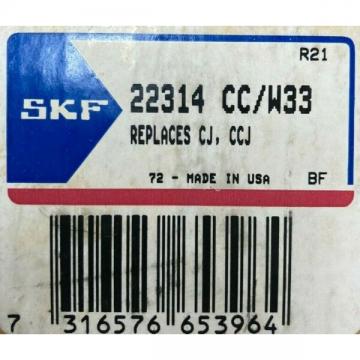 R21
SKF
22314 CC/W33
REPLACES CJ, CCJ
72 - MADE IN USA BF
7 316576 653964